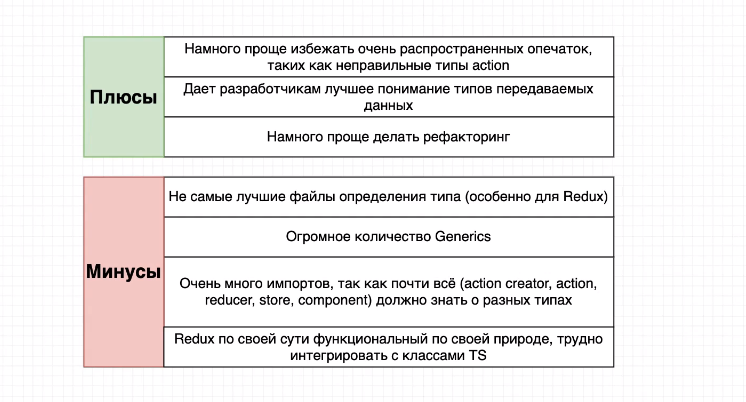 Плюсы
Намного проще избежать очень распространенных опечаток,
таких как неправильные типы action
Дает разработчикам лучшее понимание типов передаваемых
данных
Намного проще делать рефакторинг
Минусы
Не самые лучшие файлы определения типа (особенно для Redux)
Огромное количество Generics
Очень много импортов, так как почти всё (action creator, action,
reducer, store, component) должно знать о разных типах
Redux по своей сути функциональный по своей природе, трудно
интегрировать с классами TS